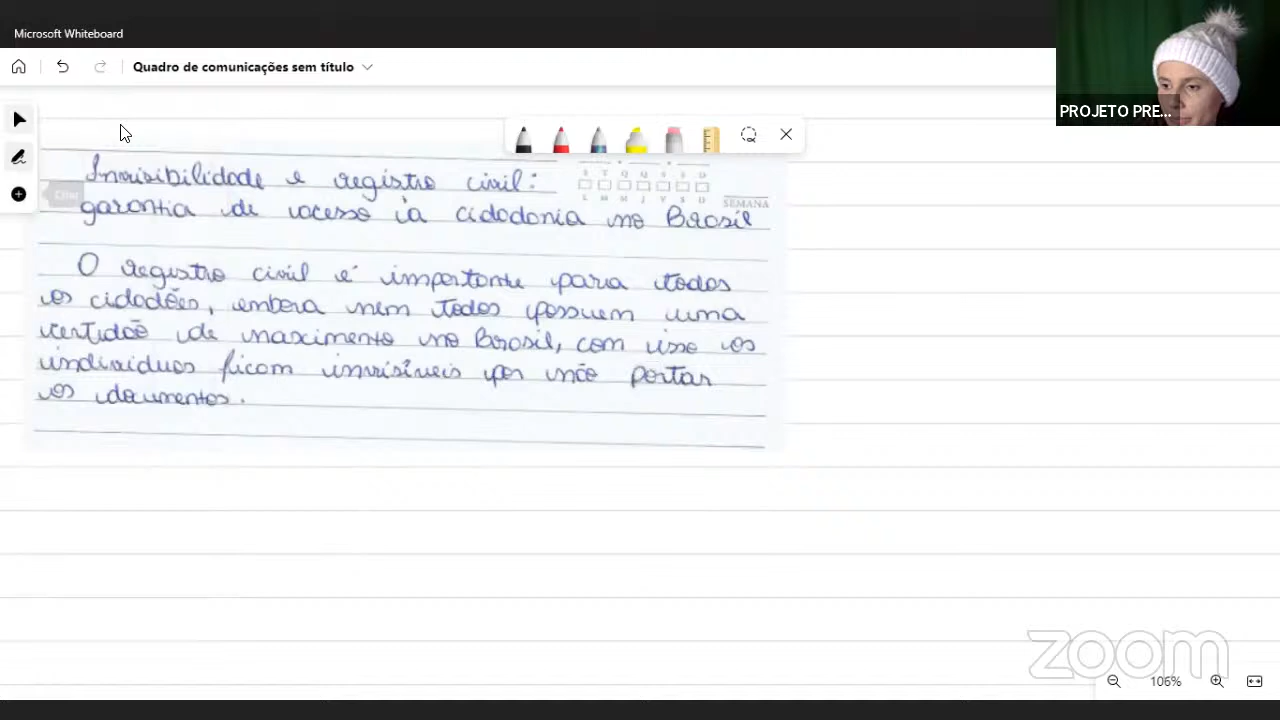 Microsoft Whiteboard
Quadro de comunicações sem título
PROJETO PRE...
Invisibilidade e registro civil:
garantia de acesso à cidadania no Brasil
S T Q Q S S D
L M M J V S D
SEMANA
O registro civil é importante para todos
os cidadões, embora nem todos possuem uma
certidão de nascimento no Brasil, com isso os
indivíduos ficam invisíveis por não portar
os documentos.
zoom
106%